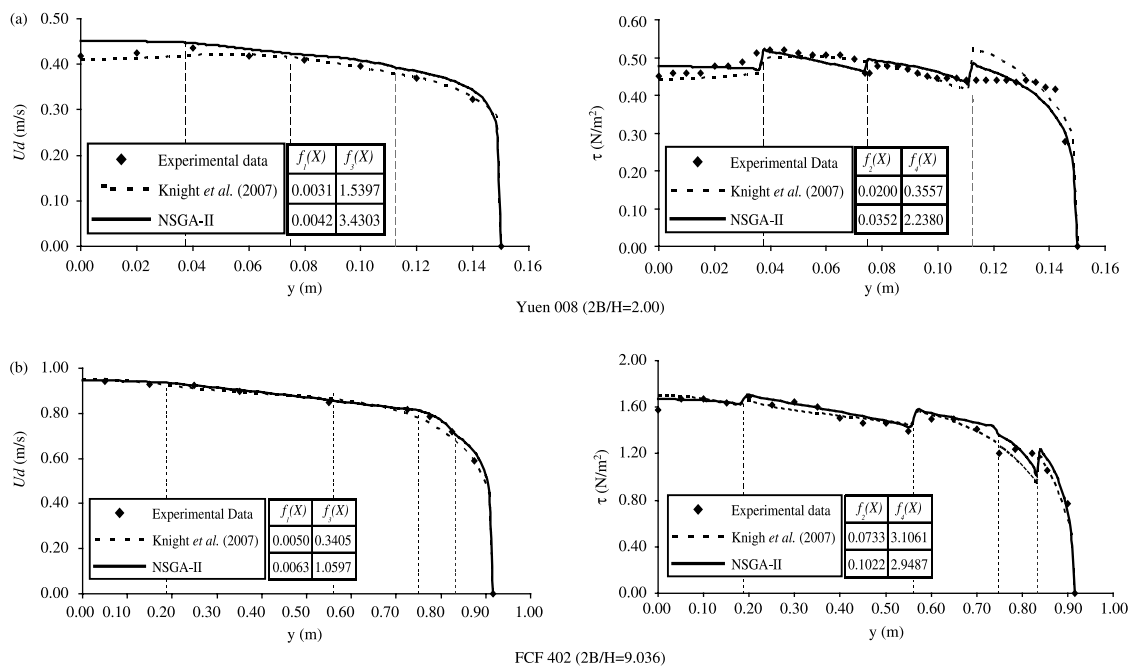 (a)
0.50
0.40
0.30
0.20
0.10
0.00
Ud (m/s)
Experimental data
Knight et al. (2007)
NSGA-II
f1(X) f3(X)
0.0031 1.5397
0.0042 3.4303
0.00 0.02 0.04 0.06 0.08 0.10 0.12 0.14 0.16
y (m)
0.60
0.50
0.40
0.30
0.20
0.10
0.00
τ (N/m²)
Experimental Data
Knight et al. (2007)
NSGA-II
f2(X) f4(X)
0.0200 0.3557
0.0352 2.2380
0.00 0.02 0.04 0.06 0.08 0.10 0.12 0.14 0.16
y (m)
Yuen 008 (2B/H=2.00)
(b)
1.00
0.80
0.60
0.40
0.20
0.00
Ud (m/s)
Experimental Data
Knight et al. (2007)
NSGA-II
f1(X) f3(X)
0.0050 0.3405
0.0063 1.0597
0.00 0.10 0.20 0.30 0.40 0.50 0.60 0.70 0.80 0.90 1.00
y (m)
2.00
1.60
1.20
0.80
0.40
0.00
τ (N/m²)
Experimental data
Knigh et al. (2007)
NSGA-II
f2(X) f4(X)
0.0733 3.1061
0.1022 2.9487
0.00 0.10 0.20 0.30 0.40 0.50 0.60 0.70 0.80 0.90 1.00
y (m)
FCF 402 (2B/H=9.036)